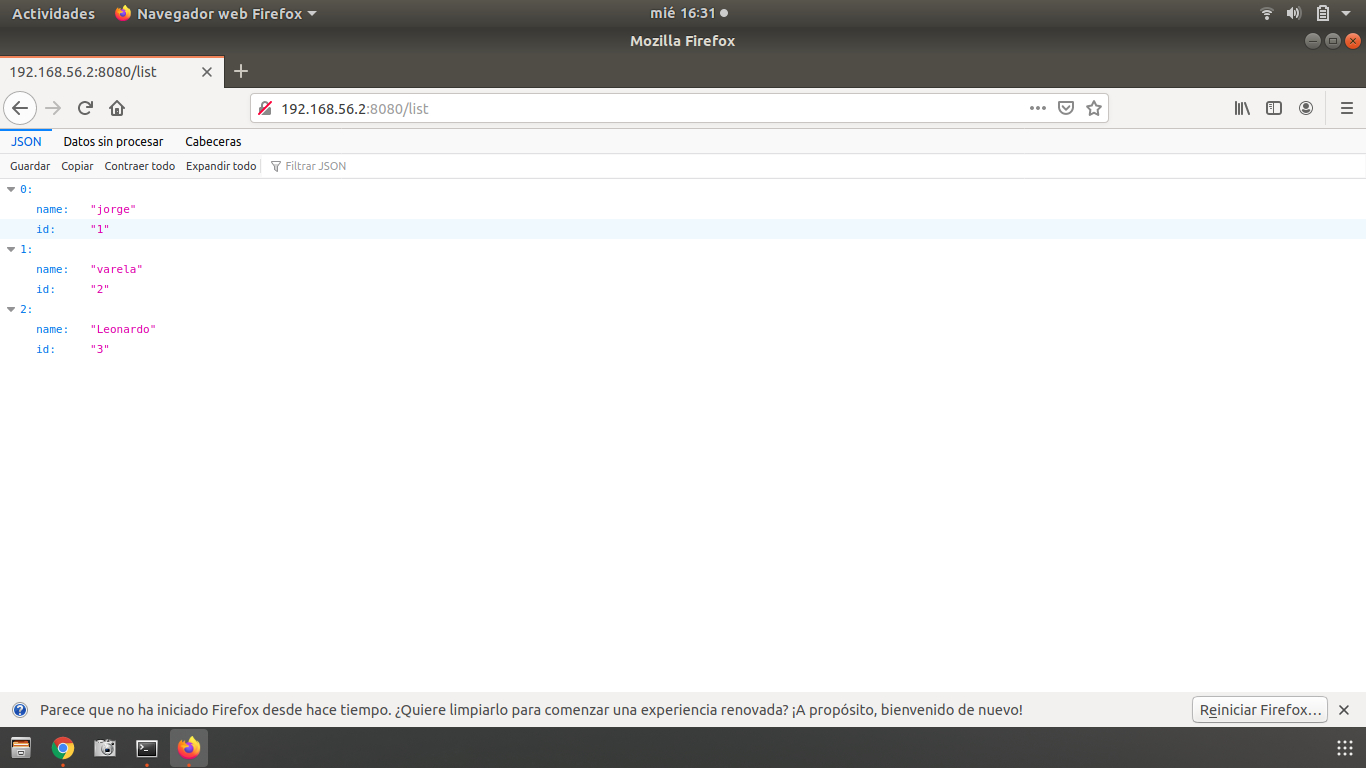 Actividades Navegador web Firefox mié 16:31
Mozilla Firefox
192.168.56.2:8080/list
192.168.56.2:8080/list
JSON Datos sin procesar Cabeceras
Guardar Copiar Contraer todo Expandir todo Filtrar JSON
0:
name: "jorge"
id: "1"
1:
name: "varela"
id: "2"
2:
name: "Leonardo"
id: "3"
Parece que no ha iniciado Firefox desde hace tiempo. ¿Quiere limpiarlo para comenzar una experiencia renovada? ¡A propósito, bienvenido de nuevo! Reiniciar Firefox...